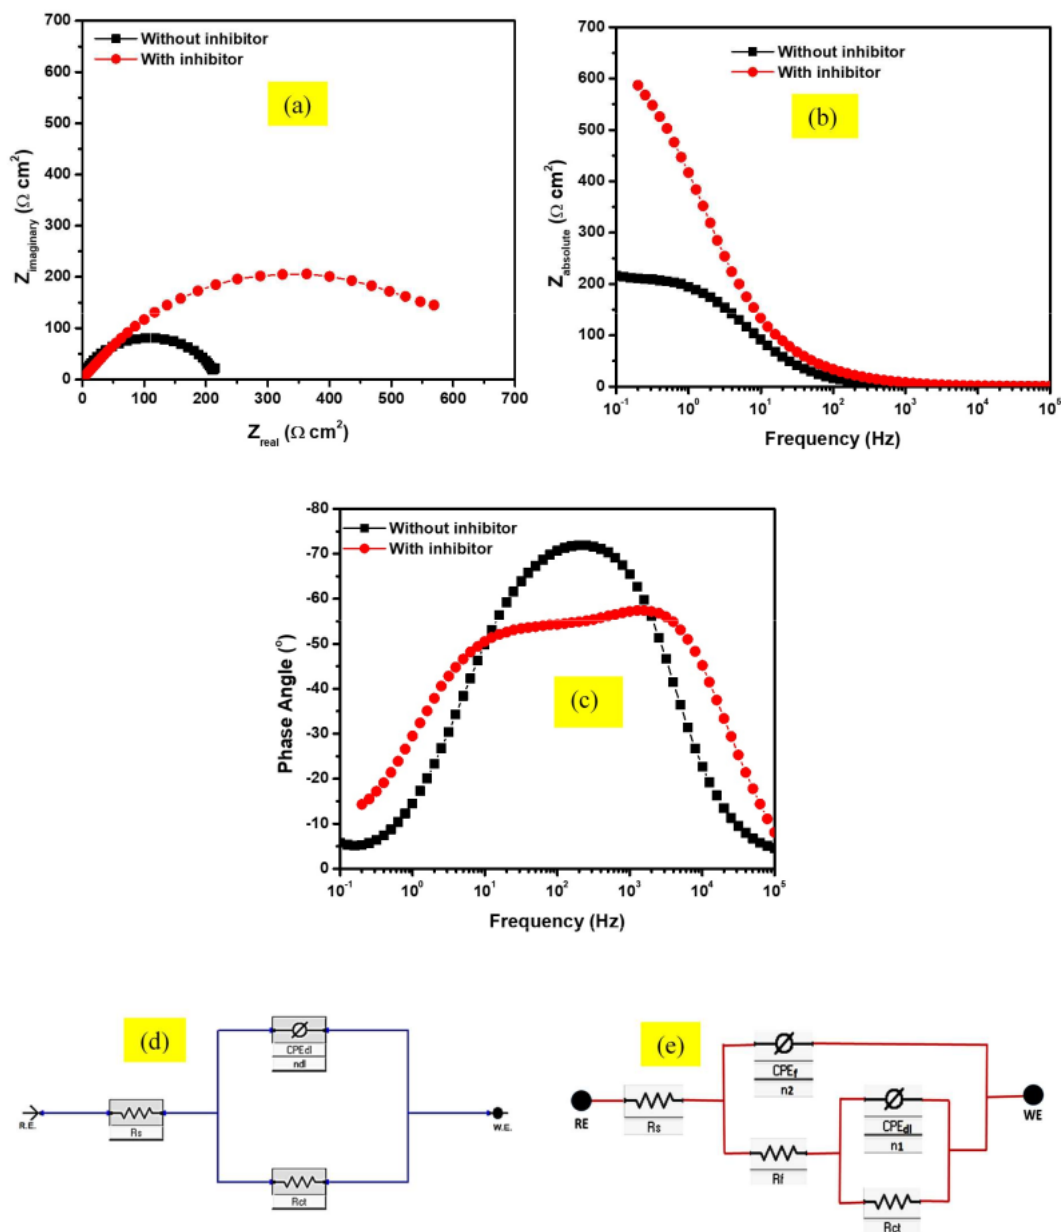 Without inhibitor
With inhibitor
(a)
700
600
500
400
300
200
100
0
Z imaginary (Ω cm²)
0 100 200 300 400 500 600 700
Z real (Ω cm²)
Without inhibitor
With inhibitor
(b)
700
600
500
400
300
200
100
0
Z absolute (Ω cm²)
10⁻¹ 10⁰ 10¹ 10² 10³ 10⁴ 10⁵
Frequency (Hz)
Without inhibitor
With inhibitor
(c)
-80
-70
-60
-50
-40
-30
-20
-10
0
Phase Angle (°)
10⁻¹ 10⁰ 10¹ 10² 10³ 10⁴ 10⁵
Frequency (Hz)
(d)
CPEdl
ndl
R.E.
Rs
W.E.
Rct
(e)
CPEf
n2
RE
Rs
CPEdl
n1
WE
Rf
Rct